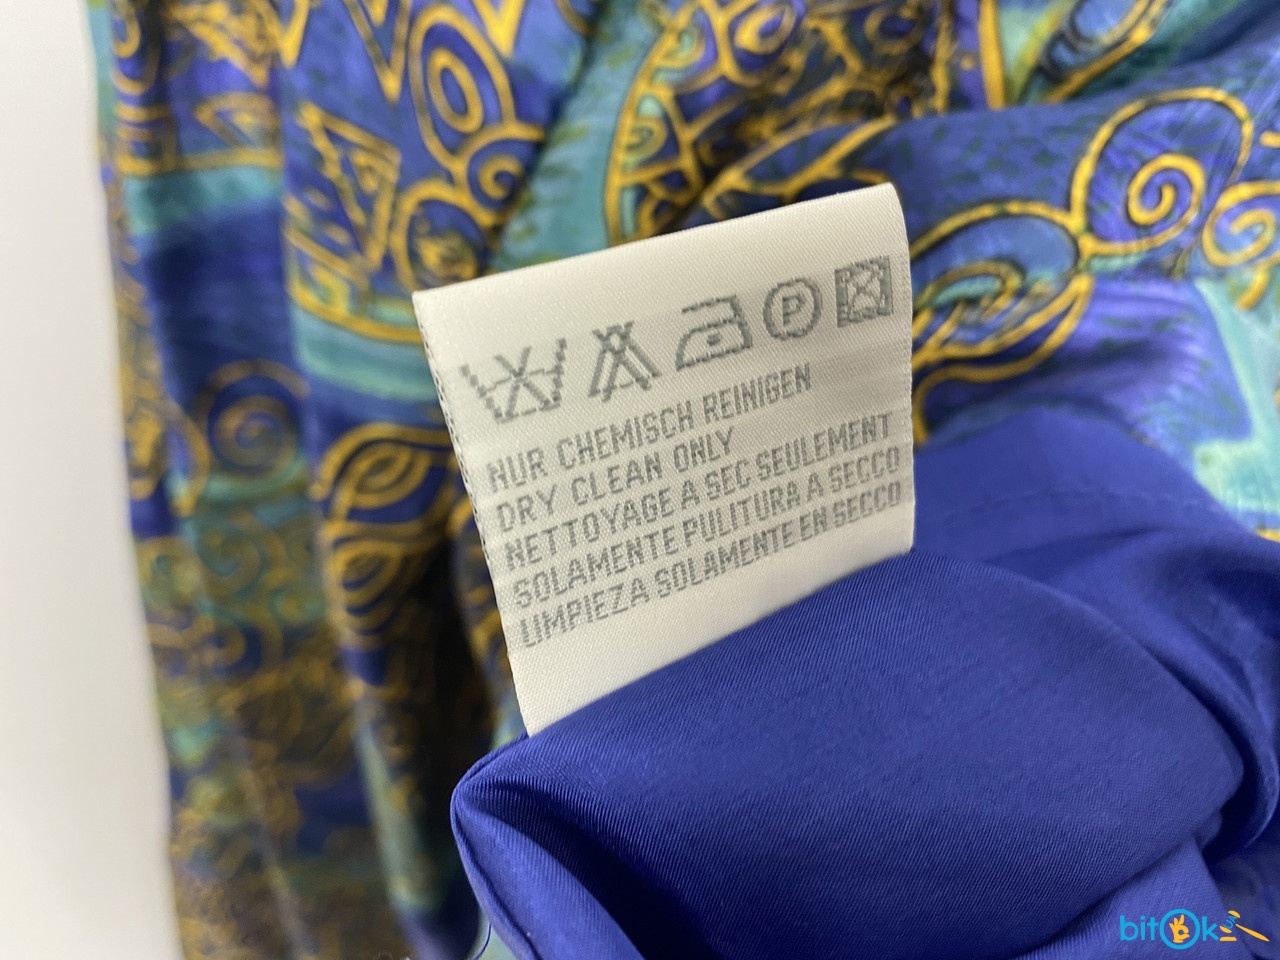 P
NUR CHEMISCH REINIGEN
DRY CLEAN ONLY
NETTOYAGE A SEC SEULEMENT
SOLAMENTE PULITURA A SECCO
LIMPIEZA SOLAMENTE EN SECCO
bitOk